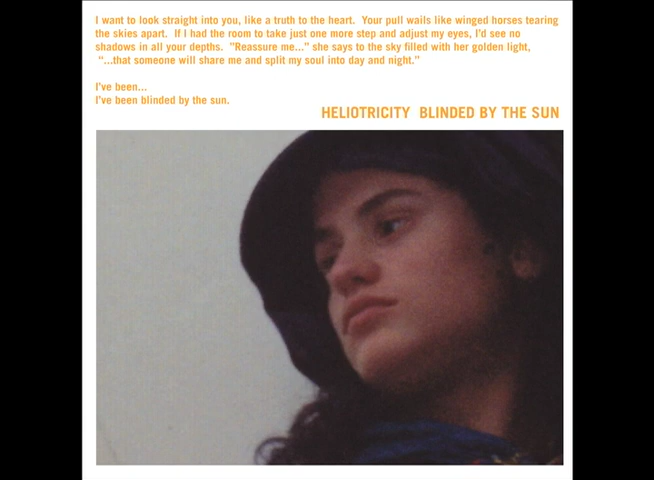 I want to look straight into you, like a truth to the heart.  Your pull wails like winged horses tearing
the skies apart.  If I had the room to take just one more step and adjust my eyes, I'd see no
shadows in all your depths.  "Reassure me..." she says to the sky filled with her golden light,
"...that someone will share me and split my soul into day and night."
I've been...
I've been blinded by the sun.
HELIOTRICITY  BLINDED BY THE SUN